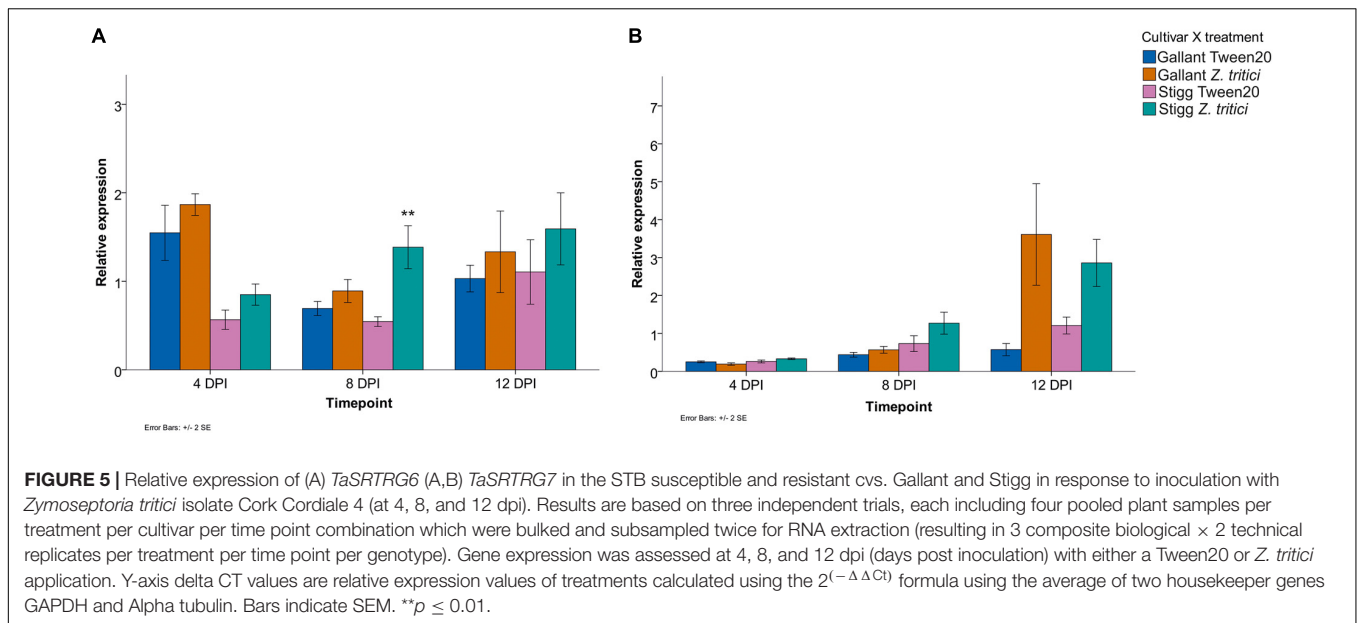 A
B
Cultivar X treatment
Gallant Tween20
Gallant Z. tritici
Stigg Tween20
Stigg Z. tritici
Relative expression
3
2
1
0
**
4 DPI
8 DPI
12 DPI
Timepoint
Error Bars: +/- 2 SE
Relative expression
7
6
5
4
3
2
1
0
4 DPI
8 DPI
12 DPI
Timepoint
Error Bars: +/- 2 SE
FIGURE 5 | Relative expression of (A) TaSRTRG6 (A,B) TaSRTRG7 in the STB susceptible and resistant cvs. Gallant and Stigg in response to inoculation with
Zymoseptoria tritici isolate Cork Cordiale 4 (at 4, 8, and 12 dpi). Results are based on three independent trials, each including four pooled plant samples per
treatment per cultivar per time point combination which were bulked and subsampled twice for RNA extraction (resulting in 3 composite biological × 2 technical
replicates per treatment per time point per genotype). Gene expression was assessed at 4, 8, and 12 dpi (days post inoculation) with either a Tween20 or Z. tritici
application. Y-axis delta CT values are relative expression values of treatments calculated using the 2(−ΔΔCt) formula using the average of two housekeeper genes
GAPDH and Alpha tubulin. Bars indicate SEM. **p ≤ 0.01.